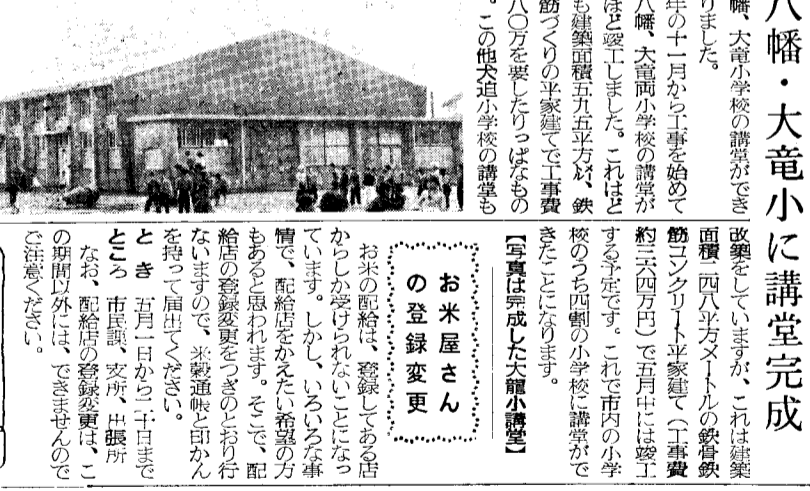 八幡・大竜小に講堂完成
幡、大竜小学校の講堂ができ
りました。
年の十一月から工事を始めて
八幡、大竜両小学校の講堂が
ほど竣工しました。これはど
も建築面積五九五平方㍍、鉄
筋づくりの平家建てで工事費
八〇万を要したりっぱなもの
。この他犬迫小学校の講堂も
改築をしていますが、これは建築
面積二四八平方メートルの鉄骨鉄
筋コンクリート平家建て（工事費
約三六四万円）で五月中には竣工
する予定です。これで市内の小学
校のうち四割の小学校に講堂がで
きたことになります。
【写真は完成した大龍小講堂】
お米屋さん
の登録変更
お米の配給は、登録してある店
からしか受けられないことになっ
ています。しかし、いろいろな事
情で、配給店をかえたい希望の方
もあると思われます。そこで、配
給店の登録変更をつぎのとおり行
ないますので、米穀通帳と印かん
を持って届出てください。
とき　五月一日から二十日まで
ところ　市民課、支所、出張所
なお、配給店の登録変更は、こ
の期間以外には、できませんので
ご注意ください。